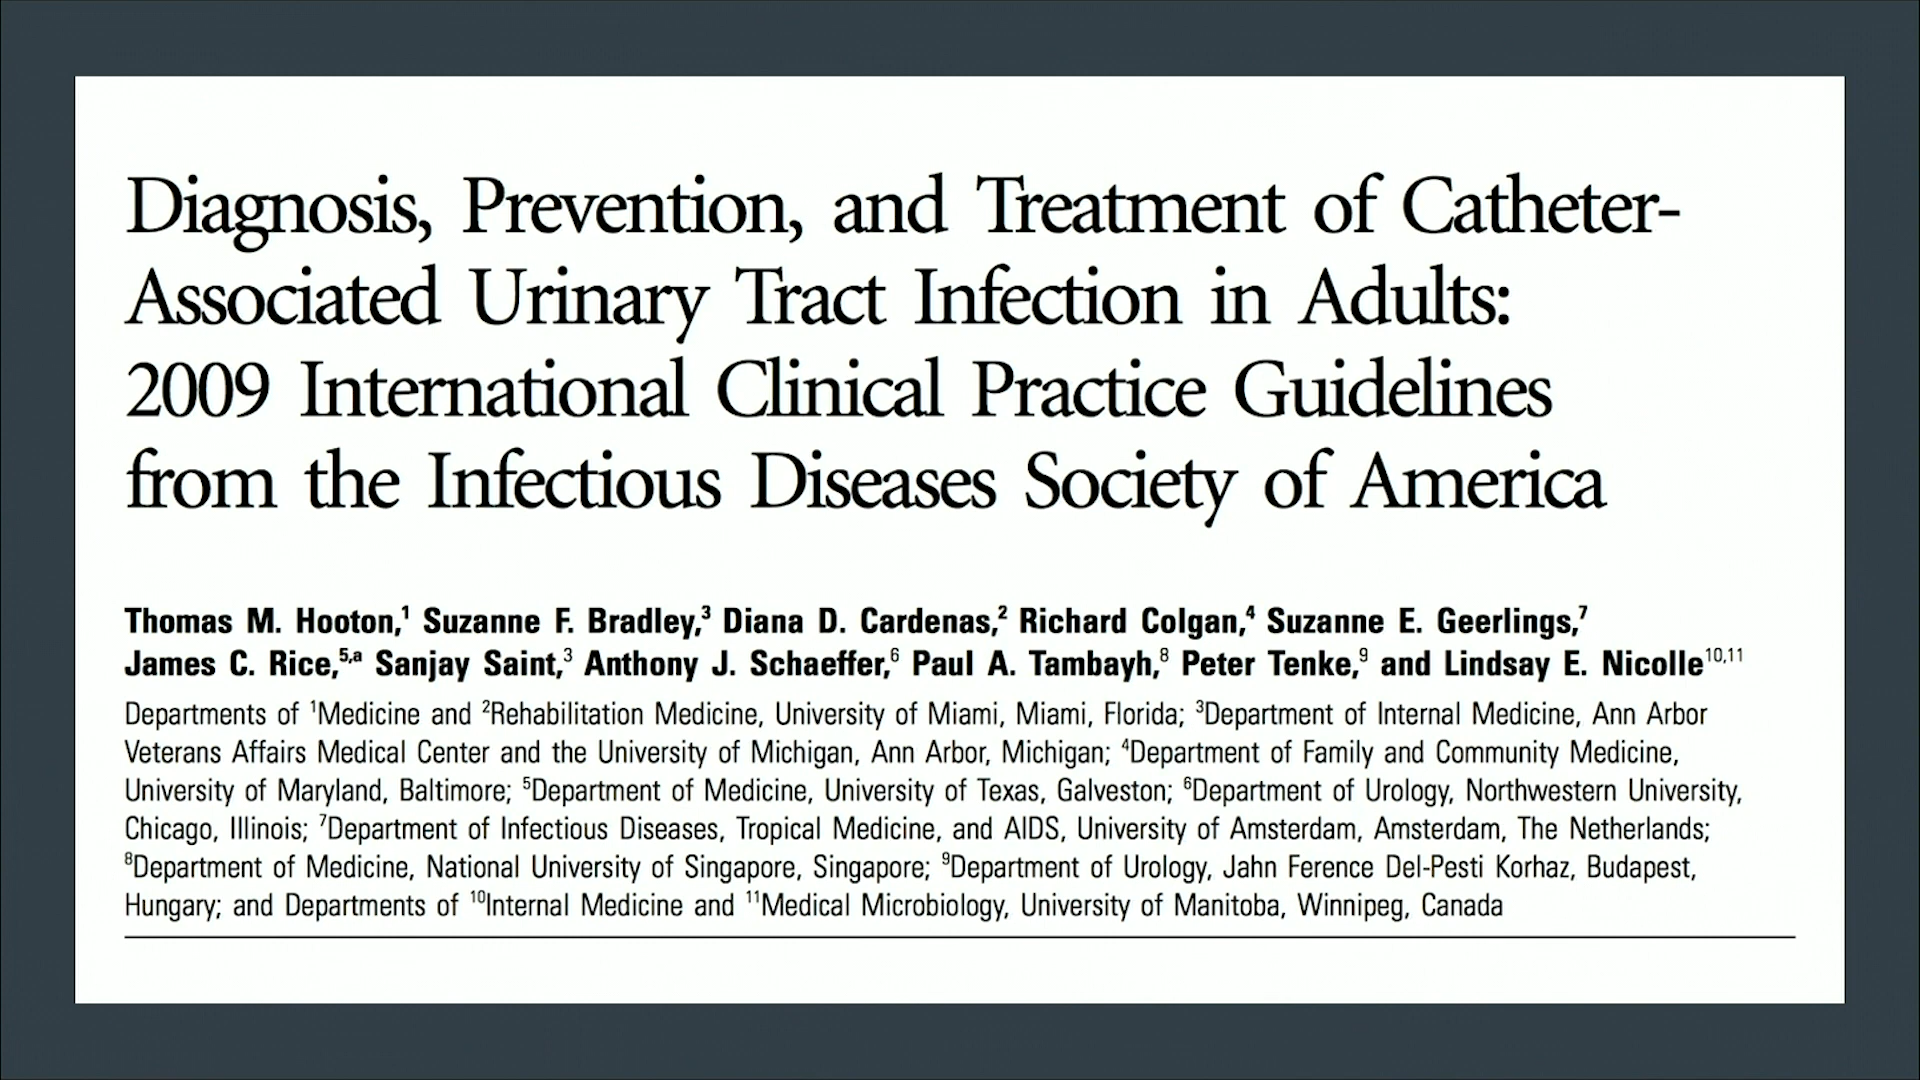 Diagnosis, Prevention, and Treatment of Catheter-
Associated Urinary Tract Infection in Adults:
2009 International Clinical Practice Guidelines
from the Infectious Diseases Society of America
Thomas M. Hooton,1 Suzanne F. Bradley,3 Diana D. Cardenas,2 Richard Colgan,4 Suzanne E. Geerlings,7
James C. Rice,5,a Sanjay Saint,3 Anthony J. Schaeffer,6 Paul A. Tambayh,8 Peter Tenke,9 and Lindsay E. Nicolle10,11
Departments of 1Medicine and 2Rehabilitation Medicine, University of Miami, Miami, Florida; 3Department of Internal Medicine, Ann Arbor
Veterans Affairs Medical Center and the University of Michigan, Ann Arbor, Michigan; 4Department of Family and Community Medicine,
University of Maryland, Baltimore; 5Department of Medicine, University of Texas, Galveston; 6Department of Urology, Northwestern University,
Chicago, Illinois; 7Department of Infectious Diseases, Tropical Medicine, and AIDS, University of Amsterdam, Amsterdam, The Netherlands;
8Department of Medicine, National University of Singapore, Singapore; 9Department of Urology, Jahn Ference Del-Pesti Korhaz, Budapest,
Hungary; and Departments of 10Internal Medicine and 11Medical Microbiology, University of Manitoba, Winnipeg, Canada